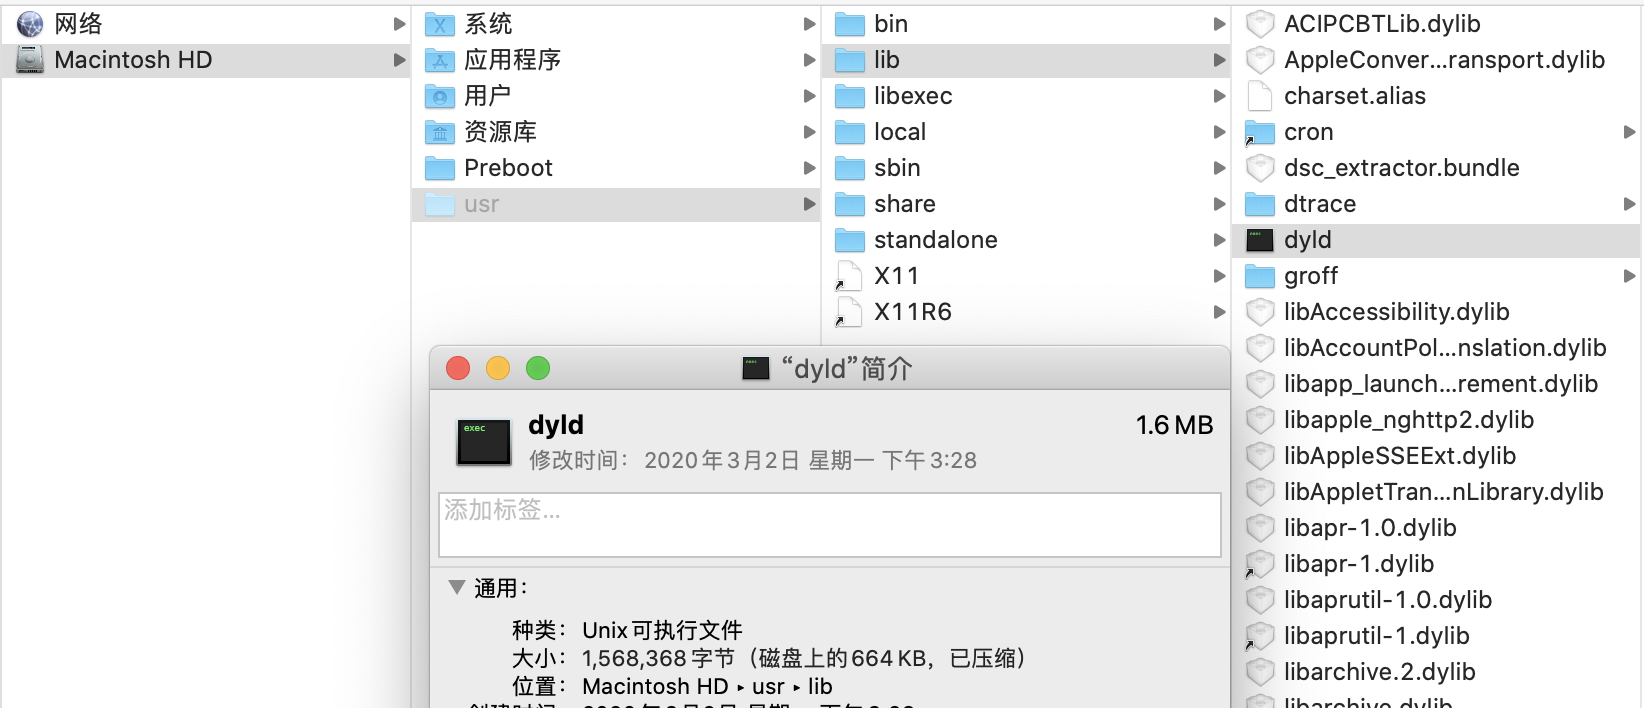 网络
Macintosh HD
系统
应用程序
用户
资源库
Preboot
usr
bin
lib
libexec
local
sbin
share
standalone
X11
X11R6
ACIPCBTLib.dylib
AppleConver...ransport.dylib
charset.alias
cron
dsc_extractor.bundle
dtrace
dyld
groff
libAccessibility.dylib
libAccountPol...nslation.dylib
libapp_launch...rement.dylib
libapple_nghttp2.dylib
libAppleSSEExt.dylib
libAppletTran...nLibrary.dylib
libapr-1.0.dylib
libapr-1.dylib
libaprutil-1.0.dylib
libaprutil-1.dylib
libarchive.2.dylib
libarchive.dylib
“dyld”简介
exec
dyld
1.6 MB
修改时间： 2020年3月2日 星期一 下午3:28
添加标签...
通用：
种类： Unix可执行文件
大小： 1,568,368 字节（磁盘上的664 KB，已压缩）
位置： Macintosh HD ▸ usr ▸ lib